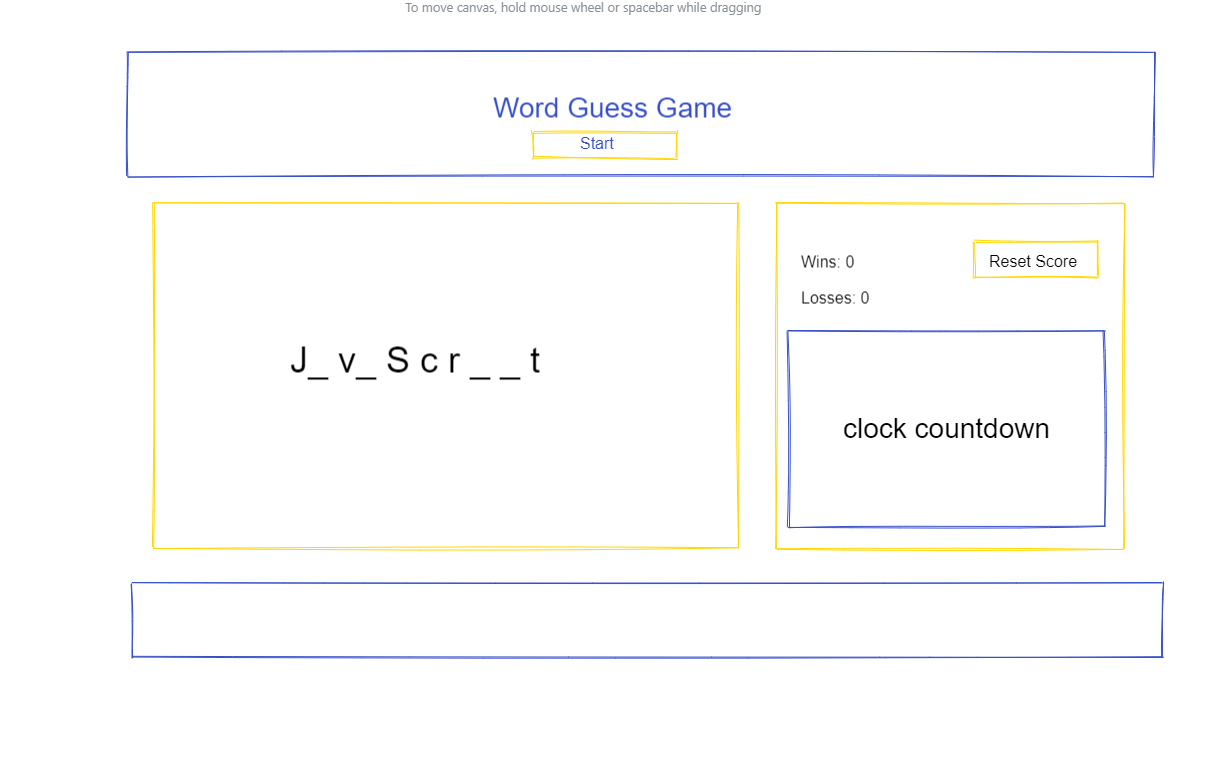 To move canvas, hold mouse wheel or spacebar while dragging
Word Guess Game
Start
J_ v_ S c r _ _ t
Wins: 0
Reset Score
Losses: 0
clock countdown